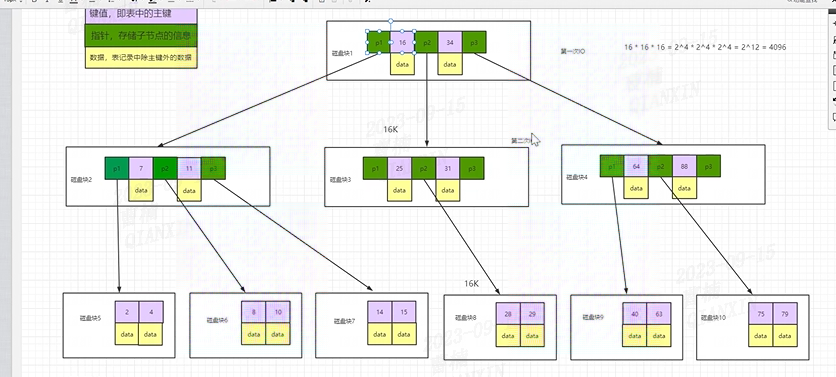 键值，即表中的主键
指针，存储子节点的信息
数据，表记录中除主键外的数据
磁盘块1
p1 16 p2 34 p3
data data
第一次IO
16 * 16 * 16 = 2^4 * 2^4 * 2^4 = 2^12 = 4096
16K
第二次
磁盘块2
p1 7 p2 11 p3
data data
磁盘块3
p1 25 p2 31 p3
data data
磁盘块4
p1 64 p2 88 p3
data data
16K
磁盘块5
2 4
data data
磁盘块6
8 10
data data
磁盘块7
14 15
data data
磁盘块8
28 29
data data
磁盘块9
40 63
data data
磁盘块10
75 79
data data
2023-09-15
QIANXIN